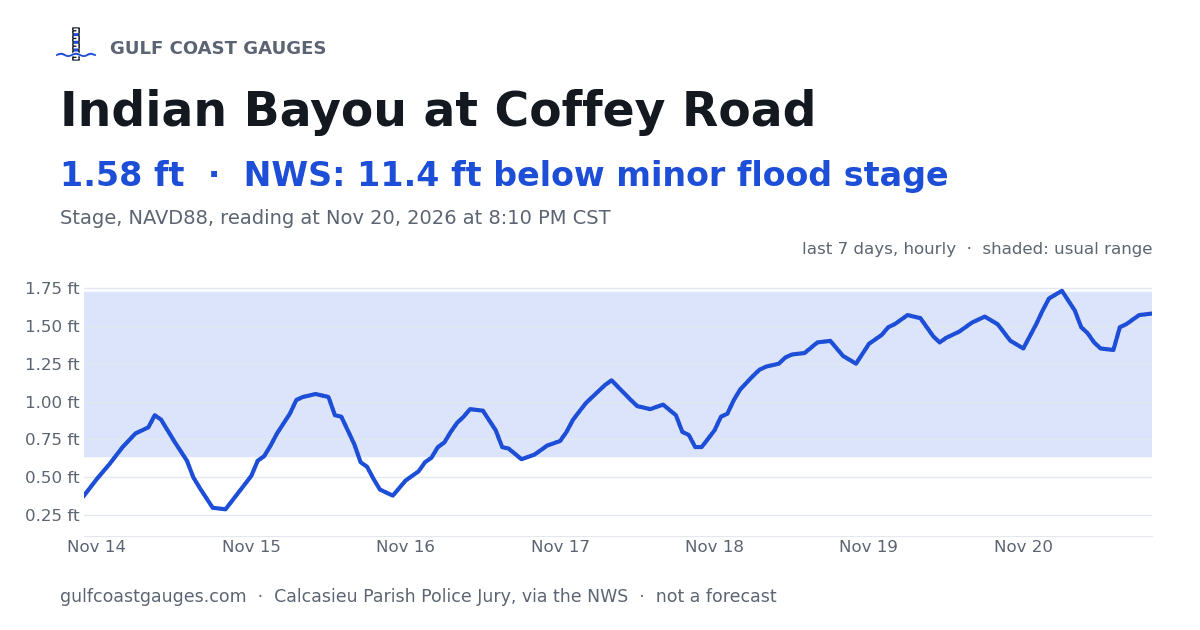 GULF COAST GAUGES
Indian Bayou at Coffey Road
1.58 ft · NWS: 11.4 ft below minor flood stage
Stage, NAVD88, reading at Nov 20, 2026 at 8:10 PM CST
last 7 days, hourly · shaded: usual range
1.75 ft
1.50 ft
1.25 ft
1.00 ft
0.75 ft
0.50 ft
0.25 ft
Nov 14 Nov 15 Nov 16 Nov 17 Nov 18 Nov 19 Nov 20
gulfcoastgauges.com · Calcasieu Parish Police Jury, via the NWS · not a forecast